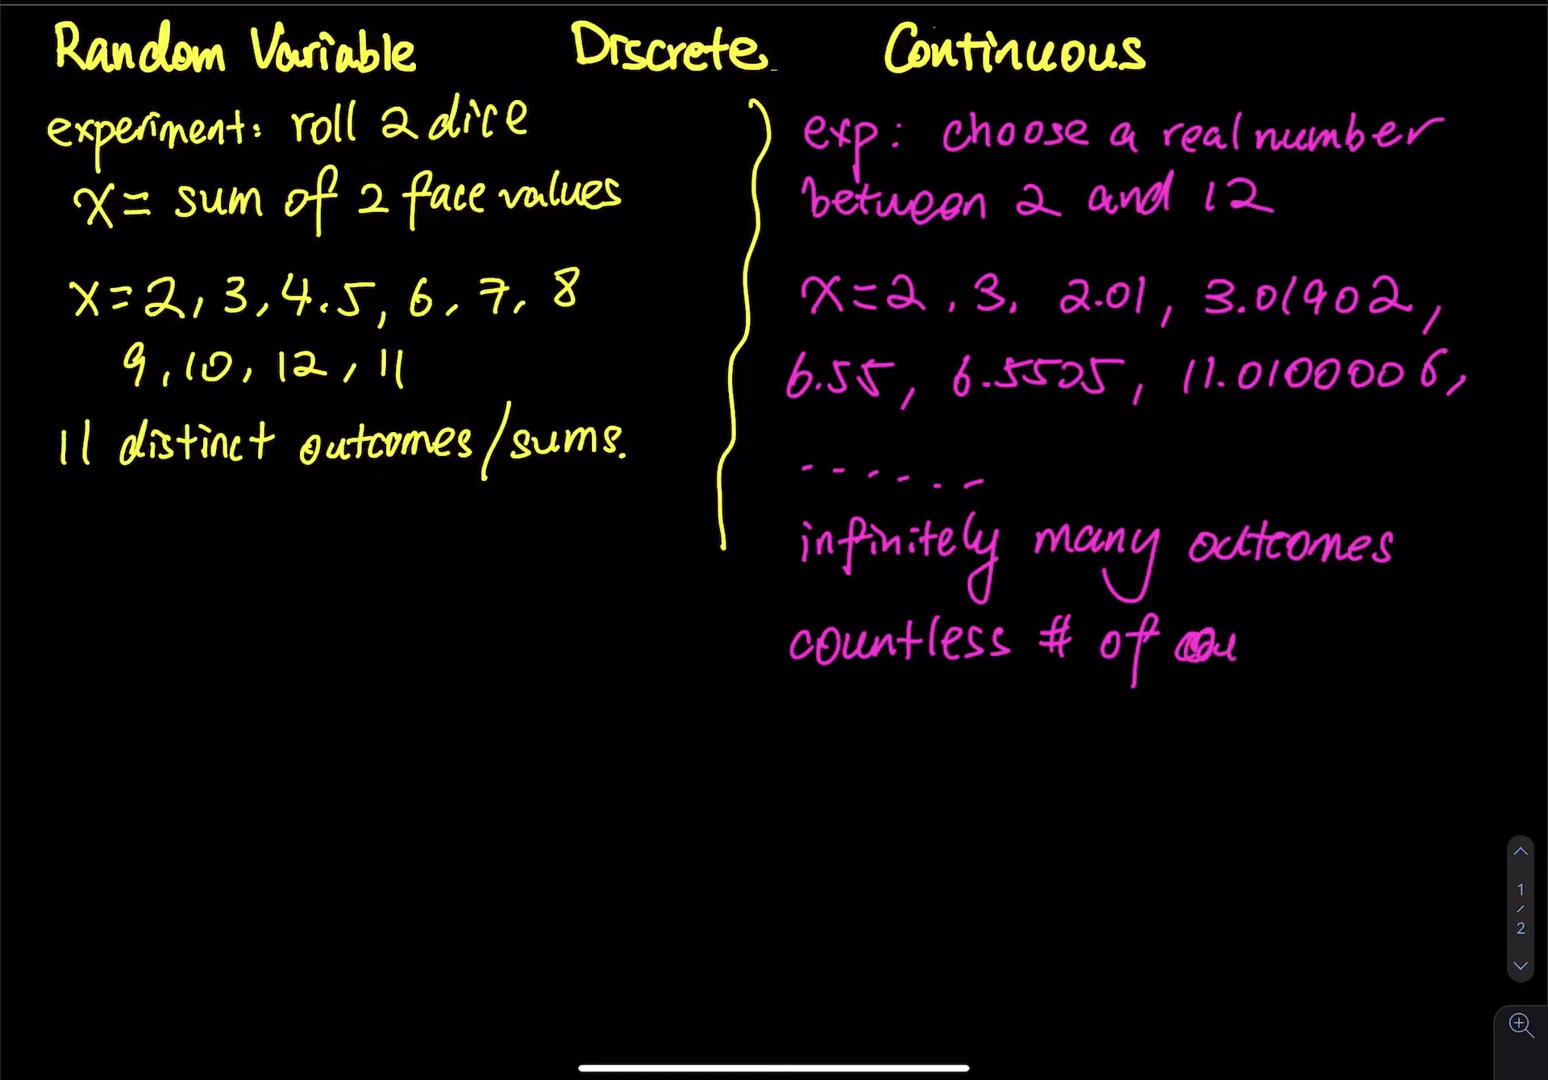 Random Variable Discrete Continuous
experiment: roll 2 dice
x = sum of 2 face values
x = 2, 3, 4.5, 6, 7, 8
9, 10, 12, 11
11 distinct outcomes/sums.
exp: choose a real number
between 2 and 12
x = 2, 3, 2.01, 3.01902,
6.55, 6.5505, 11.0100006,
......
infinitely many outcomes
countless # of ou
1
/
2